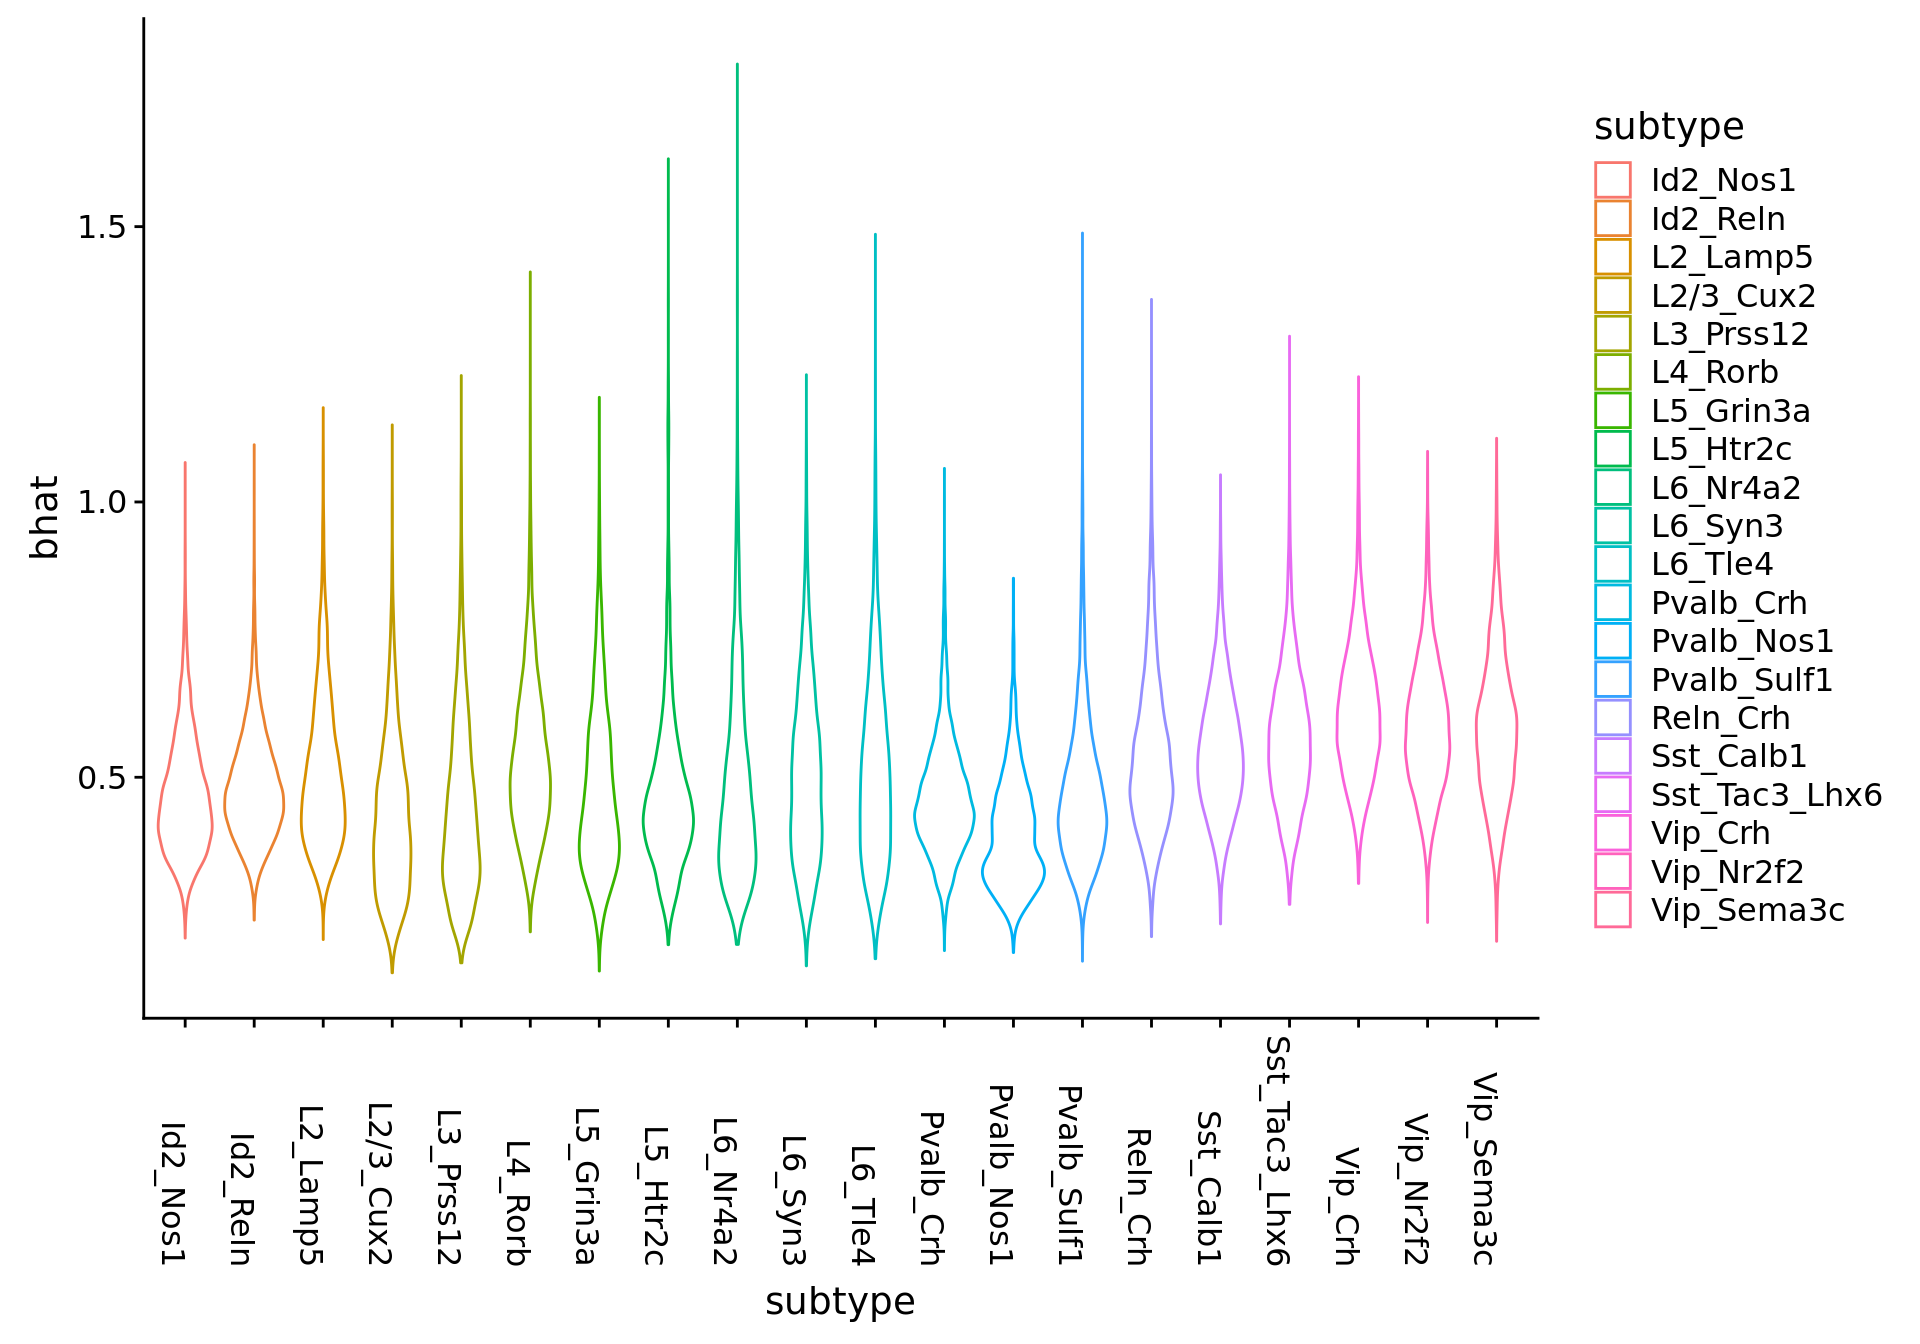 1.5
1.0
0.5
bhat
Id2_Nos1
Id2_Reln
L2_Lamp5
L2/3_Cux2
L3_Prss12
L4_Rorb
L5_Grin3a
L5_Htr2c
L6_Nr4a2
L6_Syn3
L6_Tle4
Pvalb_Crh
Pvalb_Nos1
Pvalb_Sulf1
Reln_Crh
Sst_Calb1
Sst_Tac3_Lhx6
Vip_Crh
Vip_Nr2f2
Vip_Sema3c
subtype
subtype
Id2_Nos1
Id2_Reln
L2_Lamp5
L2/3_Cux2
L3_Prss12
L4_Rorb
L5_Grin3a
L5_Htr2c
L6_Nr4a2
L6_Syn3
L6_Tle4
Pvalb_Crh
Pvalb_Nos1
Pvalb_Sulf1
Reln_Crh
Sst_Calb1
Sst_Tac3_Lhx6
Vip_Crh
Vip_Nr2f2
Vip_Sema3c